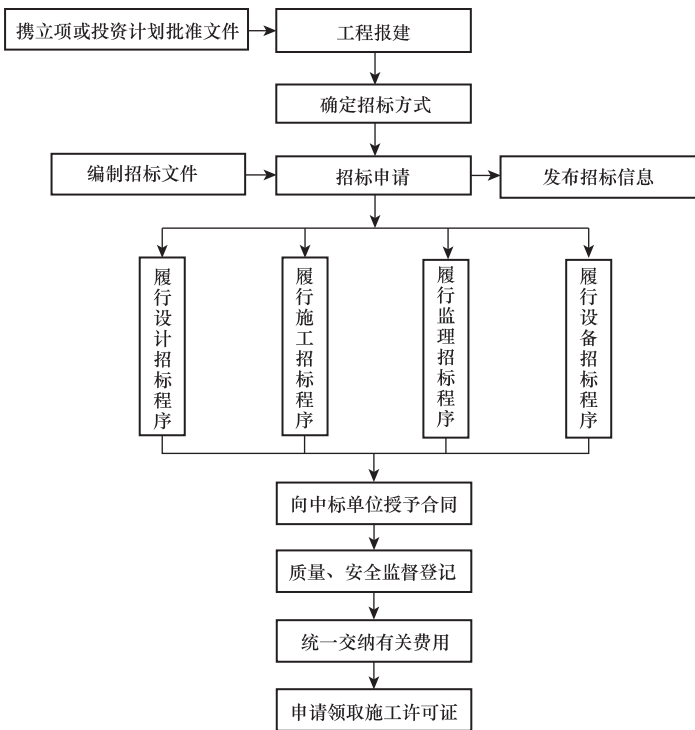 携立项或投资计划批准文件
工程报建
确定招标方式
编制招标文件
招标申请
发布招标信息
履行设计招标程序
履行施工招标程序
履行监理招标程序
履行设备招标程序
向中标单位授予合同
质量、安全监督登记
统一交纳有关费用
申请领取施工许可证